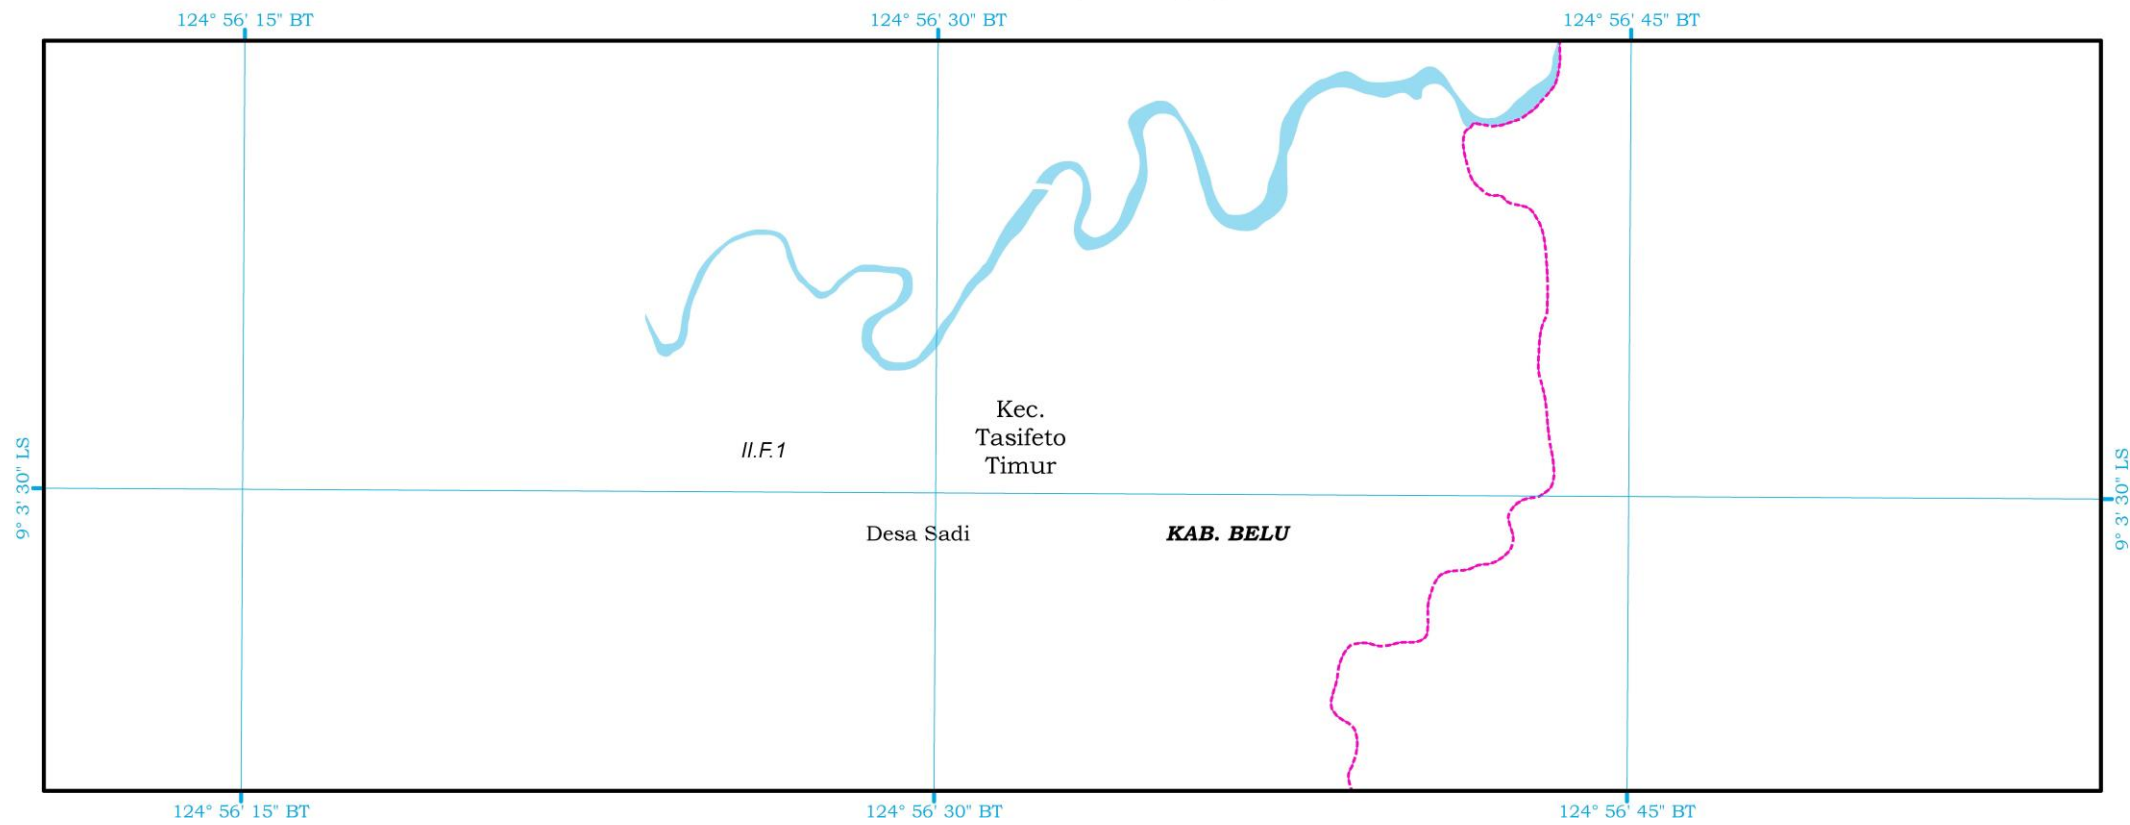 124° 56' 15" BT
124° 56' 30" BT
124° 56' 45" BT
9° 3' 30" LS
9° 3' 30" LS
Kec.
Tasifeto
Timur
II.F.1
Desa Sadi
KAB. BELU
124° 56' 15" BT
124° 56' 30" BT
124° 56' 45" BT